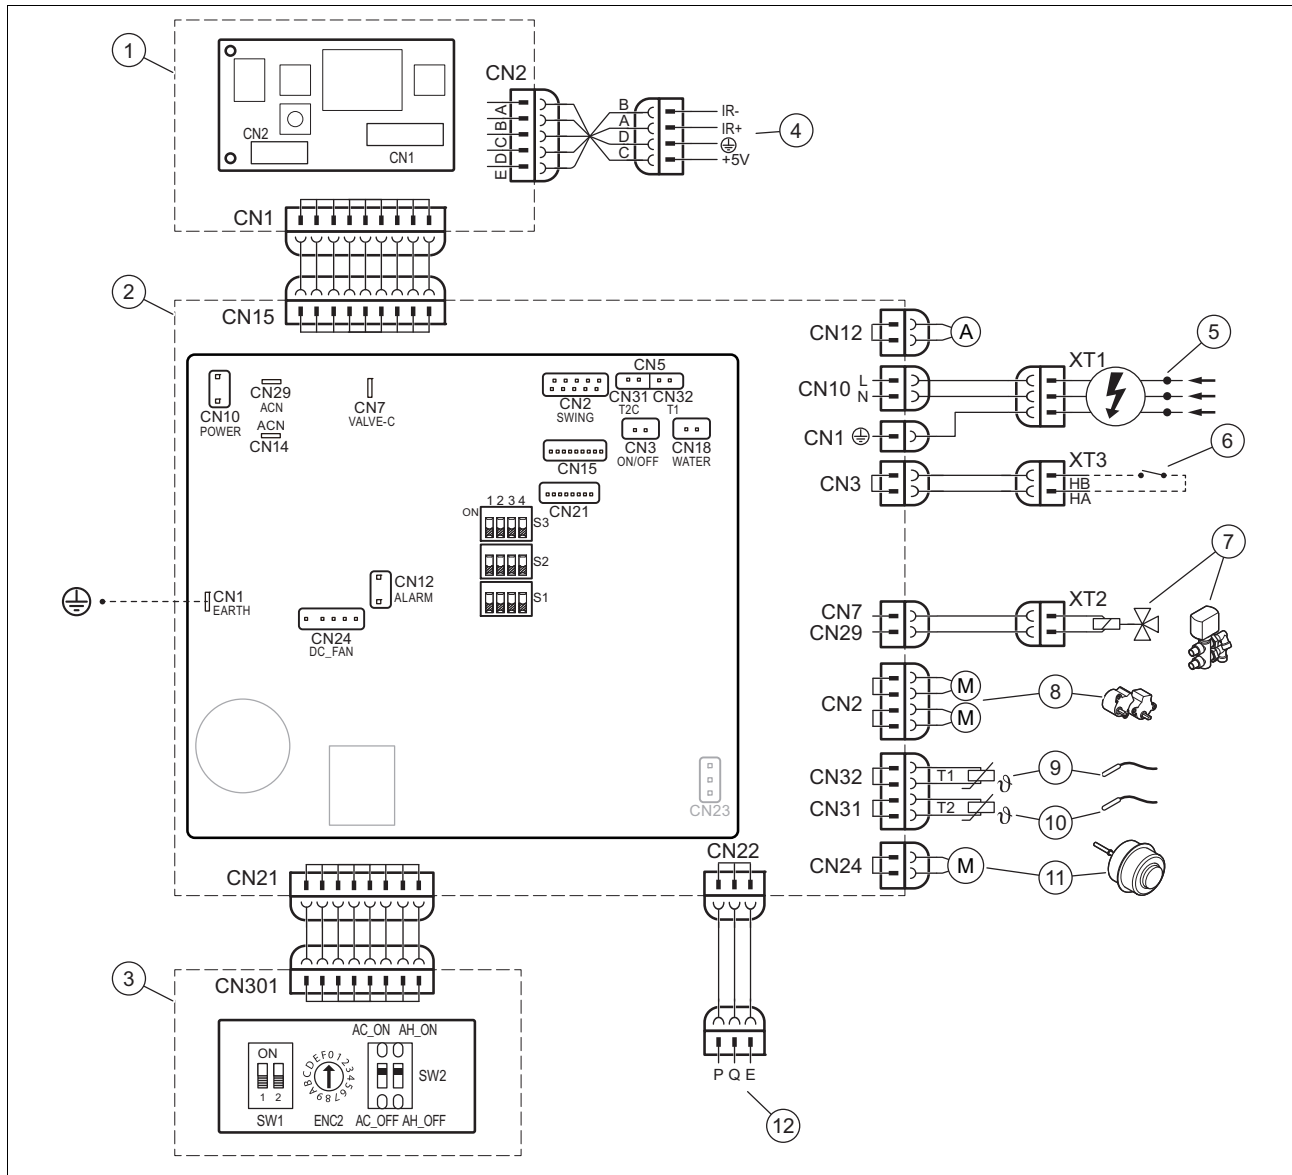 1
CN2
CN2
CN1
A
B
C
D
E
B
A
D
C
IR-
IR+
+5V
4
CN1
2
CN15
CN10
POWER
CN29
ACN
ACN
CN14
CN7
VALVE-C
CN2
SWING
CN5
CN31
T2C
CN32
T1
CN3
ON/OFF
CN18
WATER
CN15
CN21
1 2 3 4
ON
S3
S2
S1
CN12
ALARM
CN1
EARTH
CN24
DC_FAN
CN23
CN12
A
CN10
L
N
XT1
5
CN1
CN3
XT3
HB
HA
6
CN7
CN29
XT2
7
CN2
M
M
8
CN32
T1
ϑ
9
CN31
T2
ϑ
10
CN24
M
11
CN21
CN22
P Q E
12
3
CN301
ON
1 2
SW1
0123456789ABCDEF
ENC2
AC_ON AH_ON
SW2
AC_OFF AH_OFF